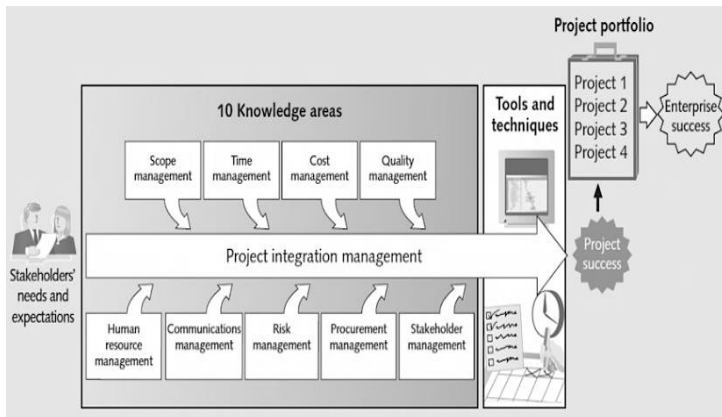 Project portfolio
Project 1
Project 2
Project 3
Project 4
Enterprise
success
10 Knowledge areas
Tools and
techniques
Scope
management
Time
management
Cost
management
Quality
management
Stakeholders'
needs and
expectations
Project integration management
Project
success
Human
resource
management
Communications
management
Risk
management
Procurement
management
Stakeholder
management